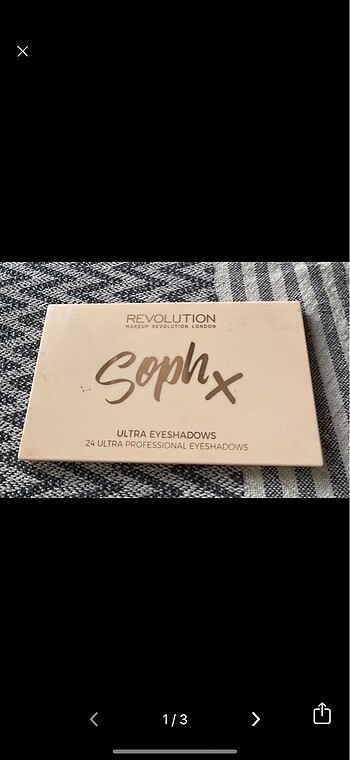 REVOLUTION
MAKEUP REVOLUTION LONDON
Soph x
ULTRA EYESHADOWS
24 ULTRA PROFESSIONAL EYESHADOWS
1/3